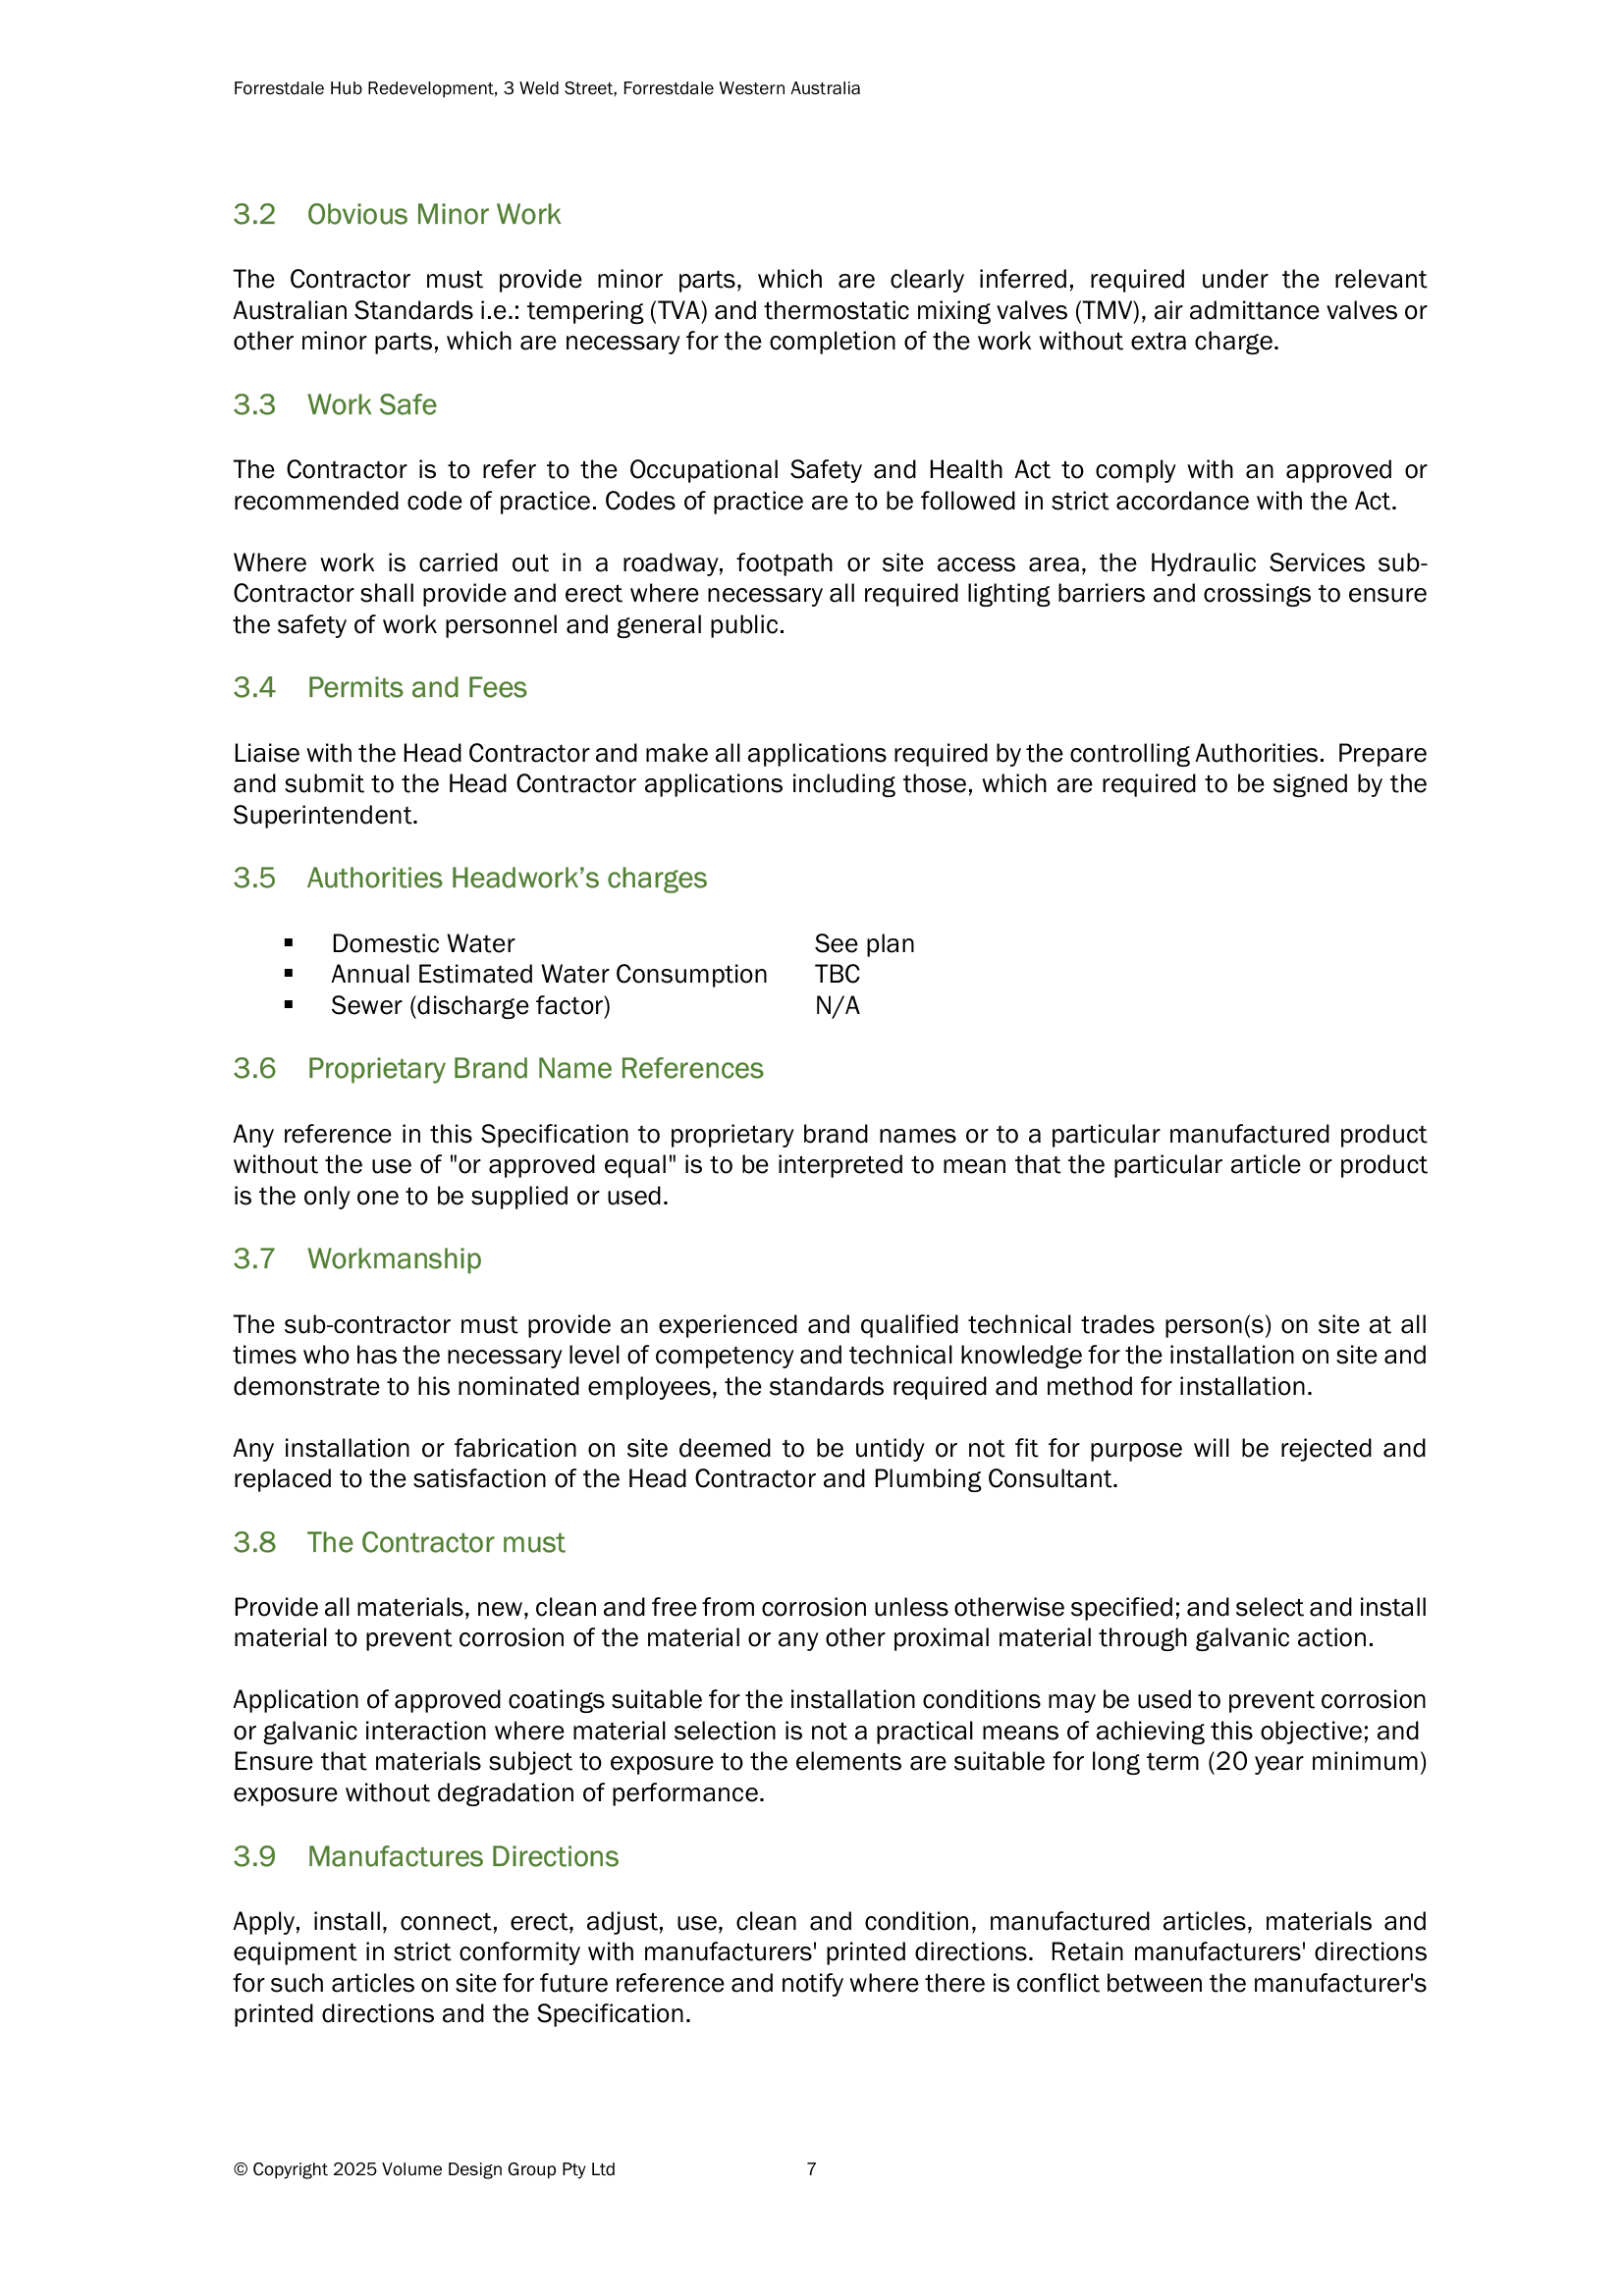 Forrestdale Hub Redevelopment, 3 Weld Street, Forrestdale Western Australia
3.2 Obvious Minor Work
The Contractor must provide minor parts, which are clearly inferred, required under the relevant
Australian Standards i.e.: tempering (TVA) and thermostatic mixing valves (TMV), air admittance valves or
other minor parts, which are necessary for the completion of the work without extra charge.
3.3 Work Safe
The Contractor is to refer to the Occupational Safety and Health Act to comply with an approved or
recommended code of practice. Codes of practice are to be followed in strict accordance with the Act.
Where work is carried out in a roadway, footpath or site access area, the Hydraulic Services sub-
Contractor shall provide and erect where necessary all required lighting barriers and crossings to ensure
the safety of work personnel and general public.
3.4 Permits and Fees
Liaise with the Head Contractor and make all applications required by the controlling Authorities. Prepare
and submit to the Head Contractor applications including those, which are required to be signed by the
Superintendent.
3.5 Authorities Headwork’s charges
▪ Domestic Water See plan
▪ Annual Estimated Water Consumption TBC
▪ Sewer (discharge factor) N/A
3.6 Proprietary Brand Name References
Any reference in this Specification to proprietary brand names or to a particular manufactured product
without the use of "or approved equal" is to be interpreted to mean that the particular article or product
is the only one to be supplied or used.
3.7 Workmanship
The sub-contractor must provide an experienced and qualified technical trades person(s) on site at all
times who has the necessary level of competency and technical knowledge for the installation on site and
demonstrate to his nominated employees, the standards required and method for installation.
Any installation or fabrication on site deemed to be untidy or not fit for purpose will be rejected and
replaced to the satisfaction of the Head Contractor and Plumbing Consultant.
3.8 The Contractor must
Provide all materials, new, clean and free from corrosion unless otherwise specified; and select and install
material to prevent corrosion of the material or any other proximal material through galvanic action.
Application of approved coatings suitable for the installation conditions may be used to prevent corrosion
or galvanic interaction where material selection is not a practical means of achieving this objective; and
Ensure that materials subject to exposure to the elements are suitable for long term (20 year minimum)
exposure without degradation of performance.
3.9 Manufactures Directions
Apply, install, connect, erect, adjust, use, clean and condition, manufactured articles, materials and
equipment in strict conformity with manufacturers' printed directions. Retain manufacturers' directions
for such articles on site for future reference and notify where there is conflict between the manufacturer's
printed directions and the Specification.
© Copyright 2025 Volume Design Group Pty Ltd 7